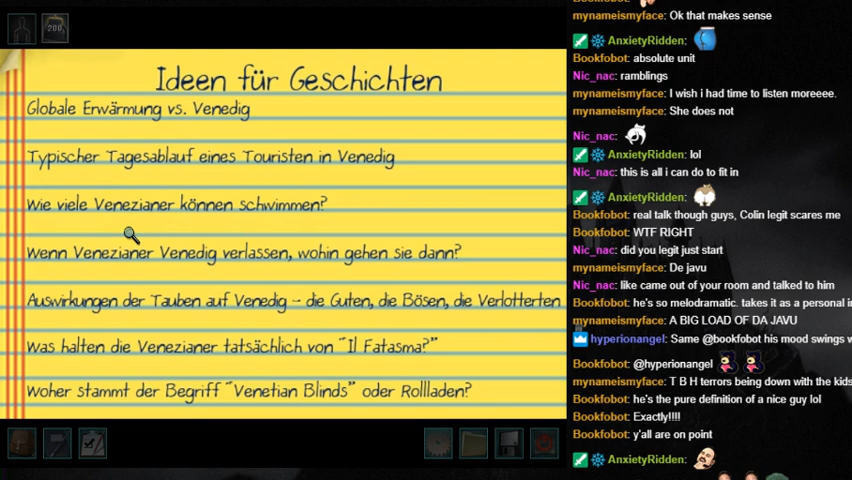 200
Ideen für Geschichten
Globale Erwärmung vs. Venedig
Typischer Tagesablauf eines Touristen in Venedig
Wie viele Venezianer können schwimmen?
Wenn Venezianer Venedig verlassen, wohin gehen sie dann?
Auswirkungen der Tauben auf Venedig - die Guten, die Bösen, die Verlotterten
Was halten die Venezianer tatsächlich von "Il Fatasma?"
Woher stammt der Begriff "Venetian Blinds" oder Rollladen?
Bookfobot:
mynameismyface: Ok that makes sense
AnxietyRidden:
Bookfobot: absolute unit
Nic_nac: ramblings
mynameismyface: I wish i had time to listen moreeee.
mynameismyface: She does not
Nic_nac:
AnxietyRidden: lol
Nic_nac: this is all i can do to fit in
AnxietyRidden:
Bookfobot: real talk though guys, Colin legit scares me
Bookfobot: WTF RIGHT
Nic_nac: did you legit just start
mynameismyface: De javu
Nic_nac: like came out of your room and talked to him
Bookfobot: he's so melodramatic. takes it as a personal
mynameismyface: A BIG LOAD OF DA JAVU
hyperionangel: Same @bookfobot his mood swings
Bookfobot: @hyperionangel
mynameismyface: T B H terrors being down with the kids
Bookfobot: he's the pure definition of a nice guy lol
Bookfobot: Exactly!!!!
Bookfobot: y'all are on point
AnxietyRidden: